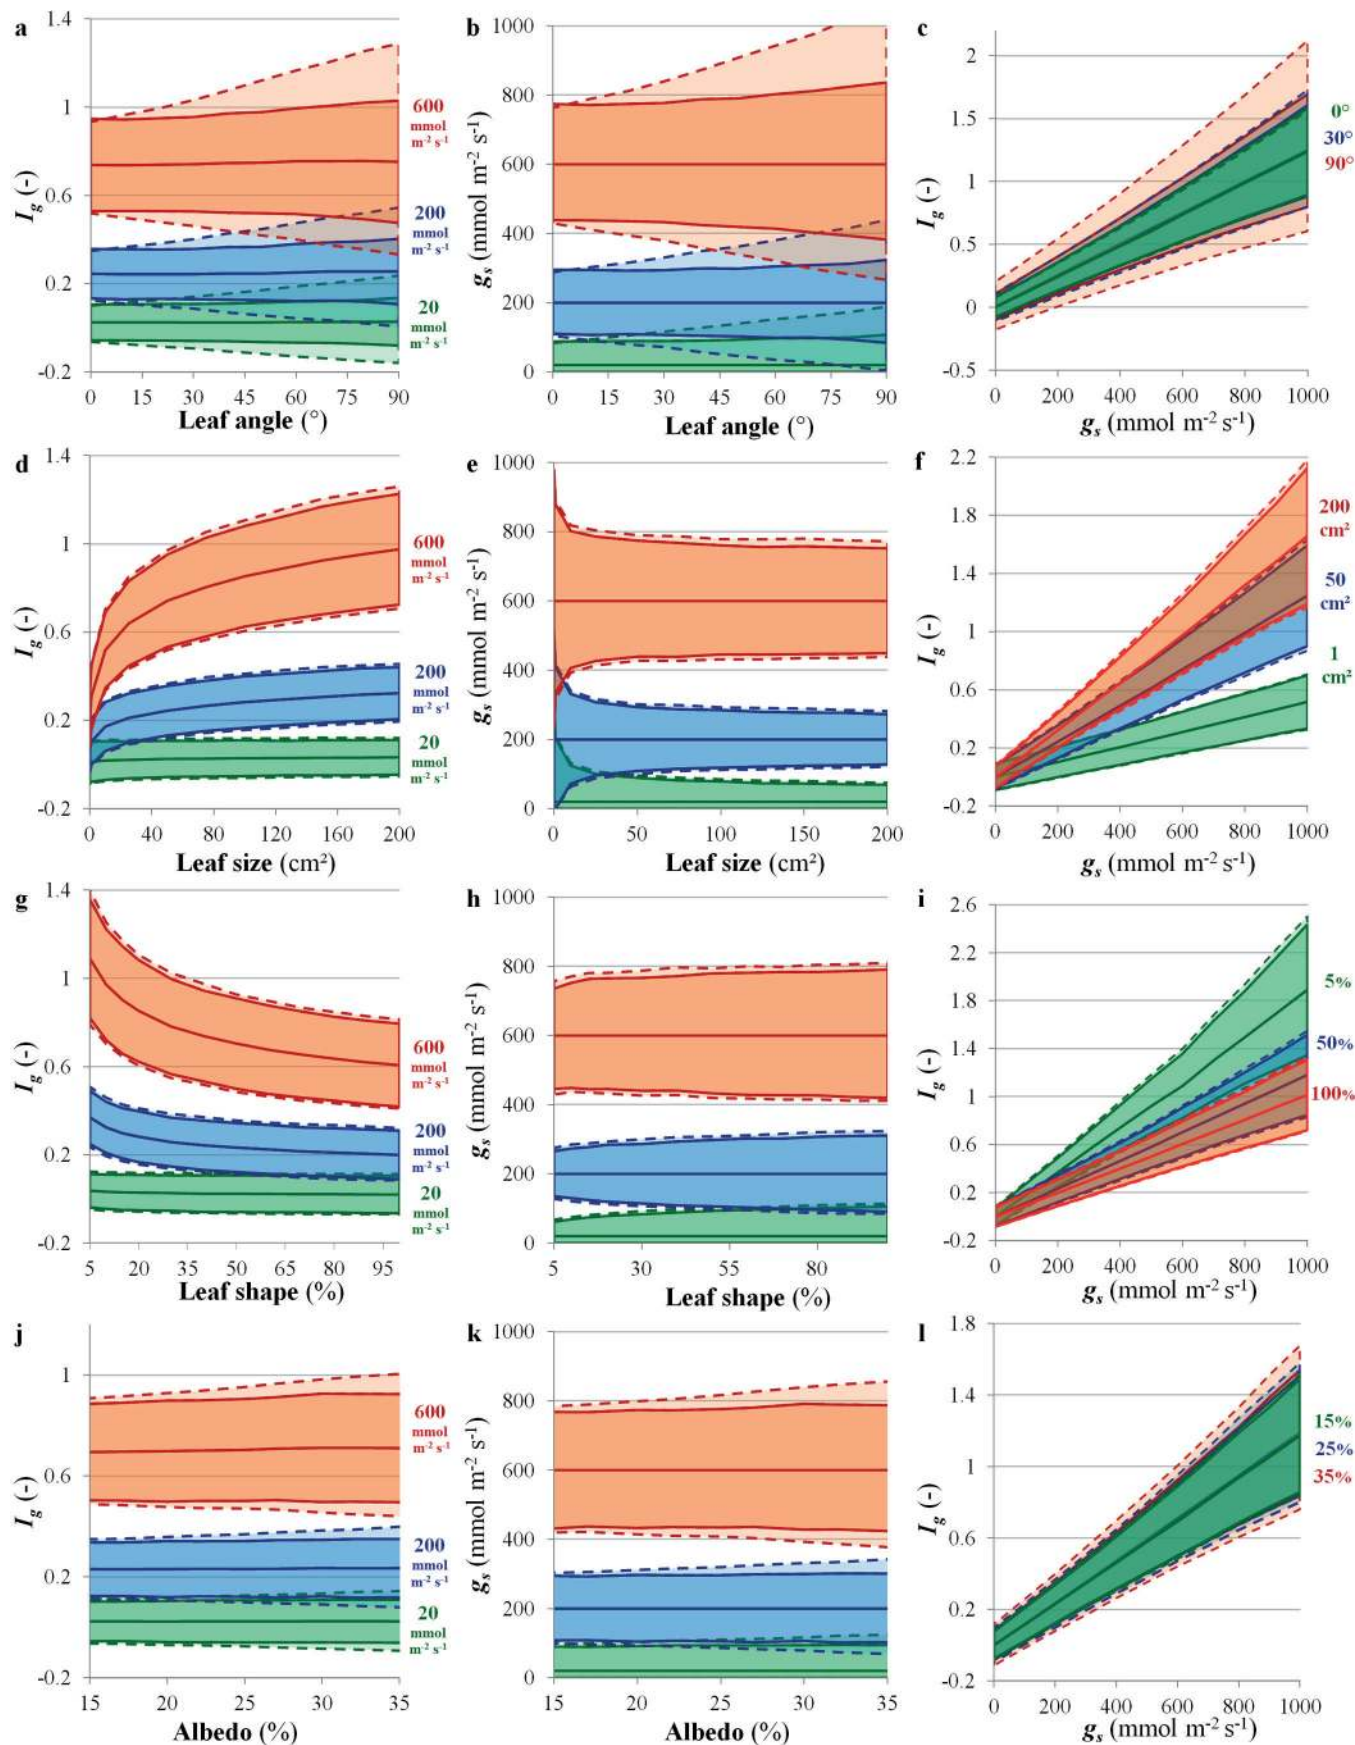 a
1.4
1
0.6
0.2
-0.2
I_g (-)
0 15 30 45 60 75 90
Leaf angle (°)
600
mmol
m⁻² s⁻¹
200
mmol
m⁻² s⁻¹
20
mmol
m⁻² s⁻¹
b
1000
800
600
400
200
0
g_s (mmol m⁻² s⁻¹)
0 15 30 45 60 75 90
Leaf angle (°)
c
2
1.5
1
0.5
0
-0.5
I_g (-)
0 200 400 600 800 1000
g_s (mmol m⁻² s⁻¹)
0°
30°
90°
d
1.4
1
0.6
0.2
-0.2
I_g (-)
0 40 80 120 160 200
Leaf size (cm²)
600
mmol
m⁻² s⁻¹
200
mmol
m⁻² s⁻¹
20
mmol
m⁻² s⁻¹
e
1000
800
600
400
200
0
g_s (mmol m⁻² s⁻¹)
0 50 100 150 200
Leaf size (cm²)
f
2.2
1.8
1.4
1
0.6
0.2
-0.2
I_g (-)
0 200 400 600 800 1000
g_s (mmol m⁻² s⁻¹)
200
cm²
50
cm²
1
cm²
g
1.4
1
0.6
0.2
-0.2
I_g (-)
5 20 35 50 65 80 95
Leaf shape (%)
600
mmol
m⁻² s⁻¹
200
mmol
m⁻² s⁻¹
20
mmol
m⁻² s⁻¹
h
1000
800
600
400
200
0
g_s (mmol m⁻² s⁻¹)
5 30 55 80
Leaf shape (%)
i
2.6
2.2
1.8
1.4
1
0.6
0.2
-0.2
I_g (-)
0 200 400 600 800 1000
g_s (mmol m⁻² s⁻¹)
5%
50%
100%
j
1
0.6
0.2
-0.2
I_g (-)
15 20 25 30 35
Albedo (%)
600
mmol
m⁻² s⁻¹
200
mmol
m⁻² s⁻¹
20
mmol
m⁻² s⁻¹
k
1000
800
600
400
200
0
g_s (mmol m⁻² s⁻¹)
15 20 25 30 35
Albedo (%)
l
1.8
1.4
1
0.6
0.2
-0.2
I_g (-)
0 200 400 600 800 1000
g_s (mmol m⁻² s⁻¹)
15%
25%
35%